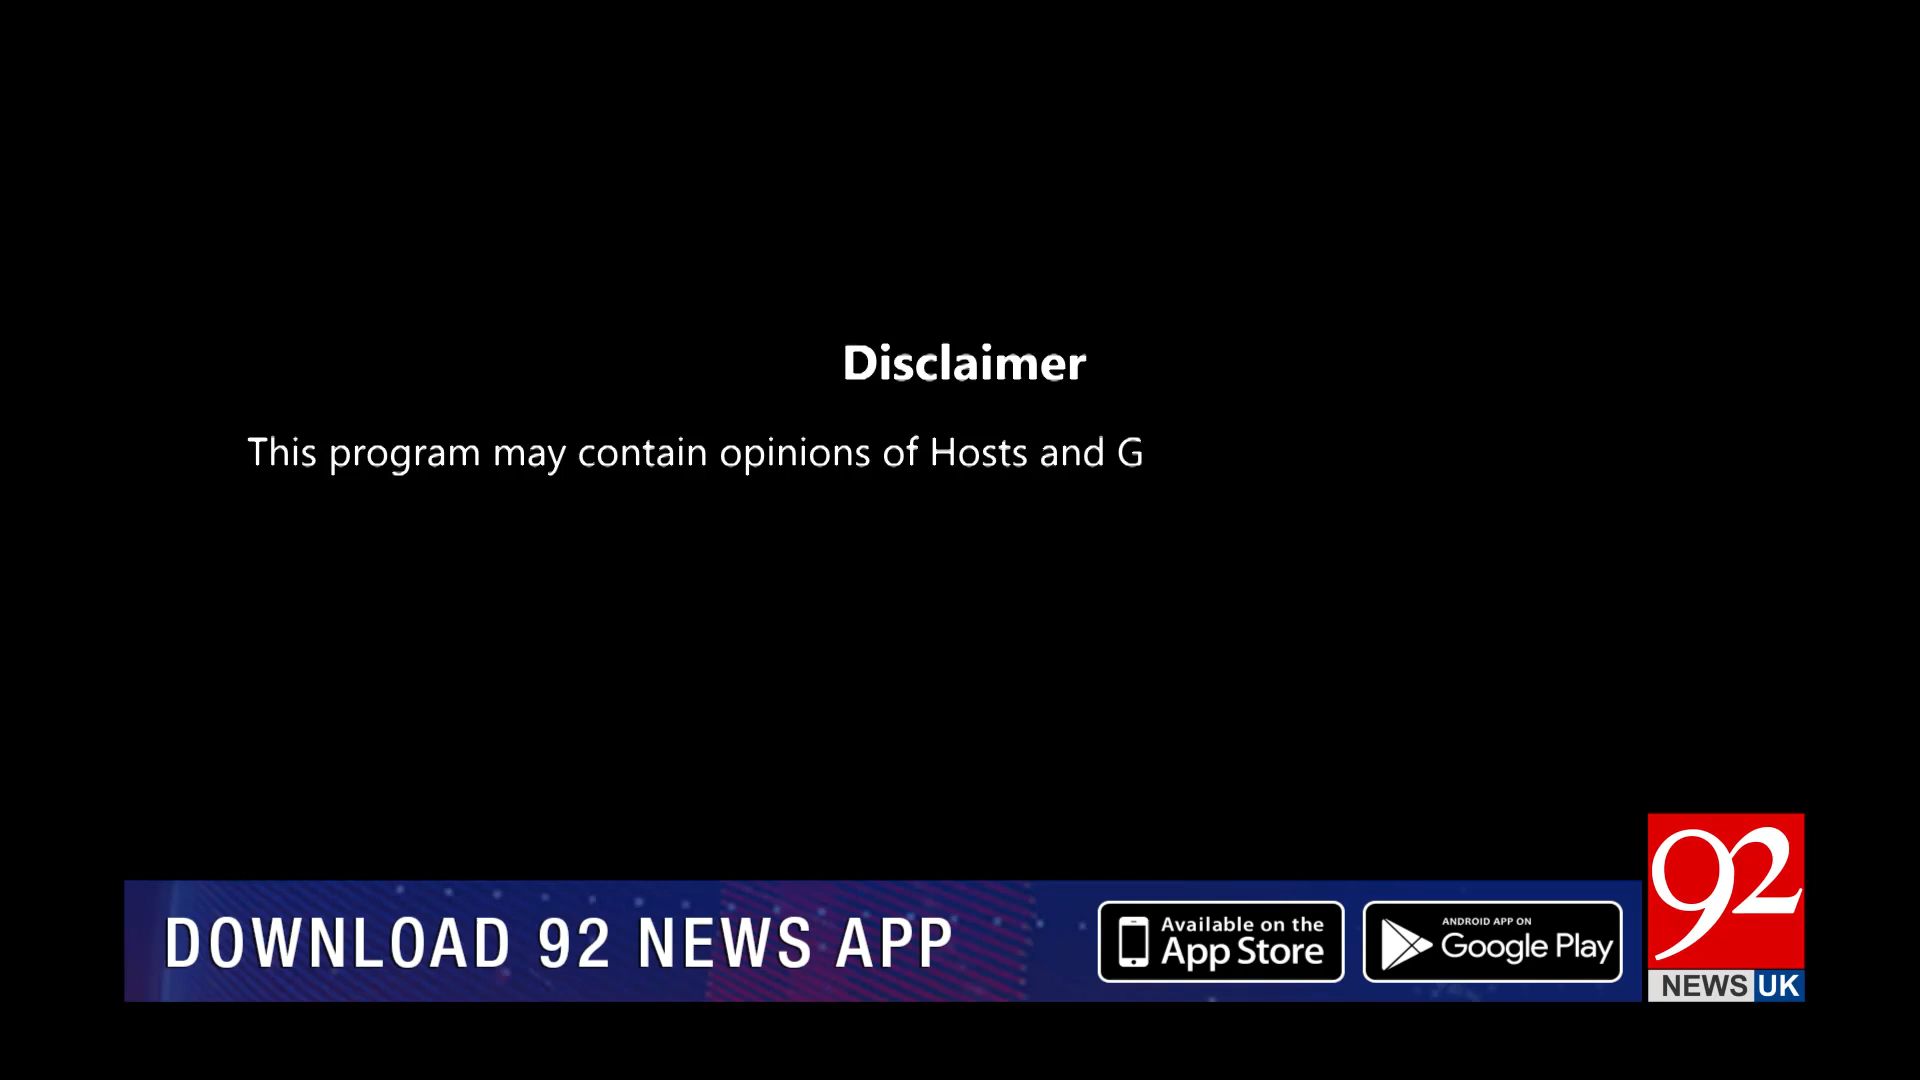 Disclaimer
This program may contain opinions of Hosts and G
DOWNLOAD 92 NEWS APP
Available on the
App Store
ANDROID APP ON
Google Play
92
NEWS UK